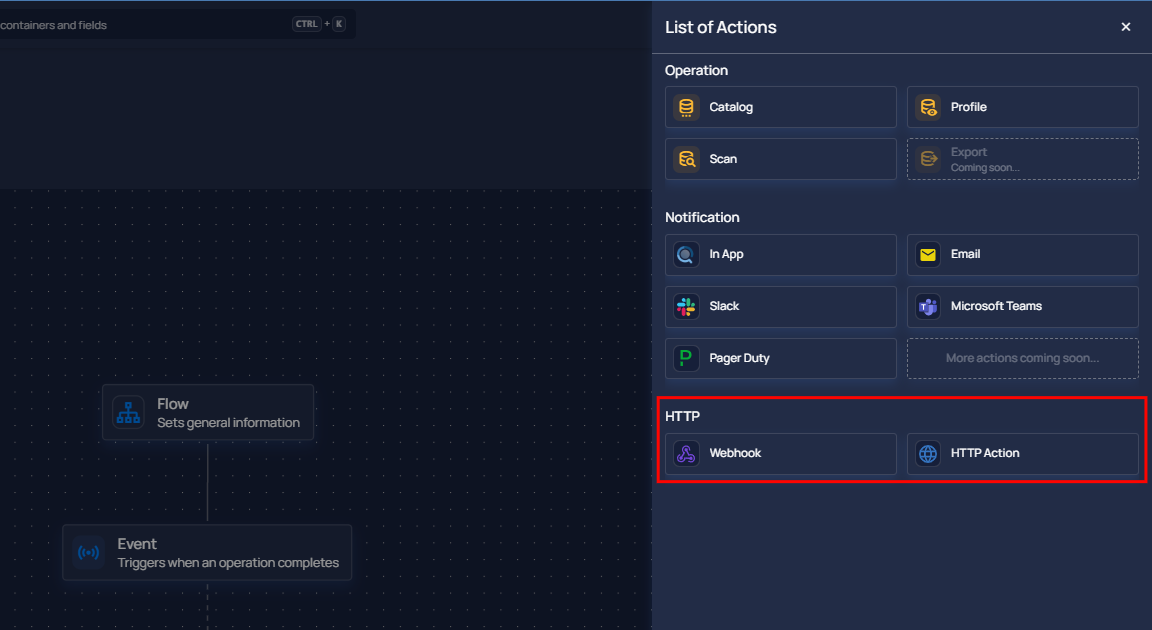 containers and fields
CTRL + K
List of Actions
Operation
Catalog
Profile
Scan
Export
Coming soon...
Notification
In App
Email
Slack
Microsoft Teams
Pager Duty
More actions coming soon...
HTTP
Webhook
HTTP Action
Flow
Sets general information
Event
Triggers when an operation completes